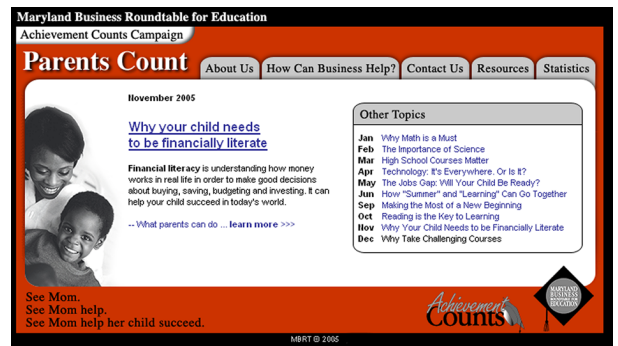 Maryland Business Roundtable for Education
Achievement Counts Campaign
Parents Count
About Us
How Can Business Help?
Contact Us
Resources
Statistics
November 2005
Why your child needs
to be financially literate
Financial literacy is understanding how money
works in real life in order to make good decisions
about buying, saving, budgeting and investing. It can
help your child succeed in today's world.
-- What parents can do ... learn more >>>
Other Topics
Jan Why Math is a Must
Feb The Importance of Science
Mar High School Courses Matter
Apr Technology: It's Everywhere. Or Is It?
May The Jobs Gap: Will Your Child Be Ready?
Jun How "Summer" and "Learning" Can Go Together
Sep Making the Most of a New Beginning
Oct Reading is the Key to Learning
Nov Why Your Child Needs to be Financially Literate
Dec Why Take Challenging Courses
See Mom.
See Mom help.
See Mom help her child succeed.
Achievement
Counts
MARYLAND
BUSINESS
ROUNDTABLE FOR
EDUCATION
MBRT © 2005